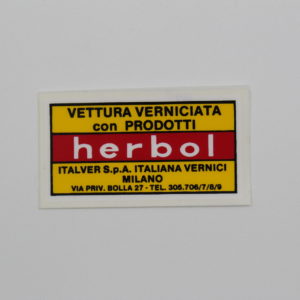 VETTURA VERNICIATA
con PRODOTTI
herbol
ITALVER S.p.A. ITALIANA VERNICI
MILANO
VIA PRIV. BOLLA 27 - TEL. 305.706/7/8/9